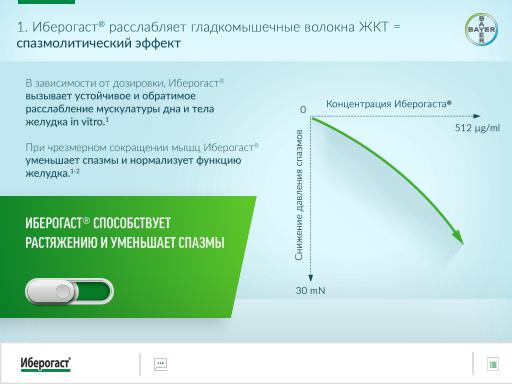 1. Иберогаст® расслабляет гладкомышечные волокна ЖКТ =
спазмолитический эффект
BAYER
BAYER
В зависимости от дозировки, Иберогаст®
вызывает устойчивое и обратимое
расслабление мускулатуры дна и тела
желудка in vitro.¹
При чрезмерном сокращении мышц Иберогаст®
уменьшает спазмы и нормализует функцию
желудка.¹⁻²
ИБЕРОГАСТ® СПОСОБСТВУЕТ
РАСТЯЖЕНИЮ И УМЕНЬШАЕТ СПАЗМЫ
Концентрация Иберогаста®
0
512 µg/ml
Снижение давления спазмов
30 mN
Иберогаст®